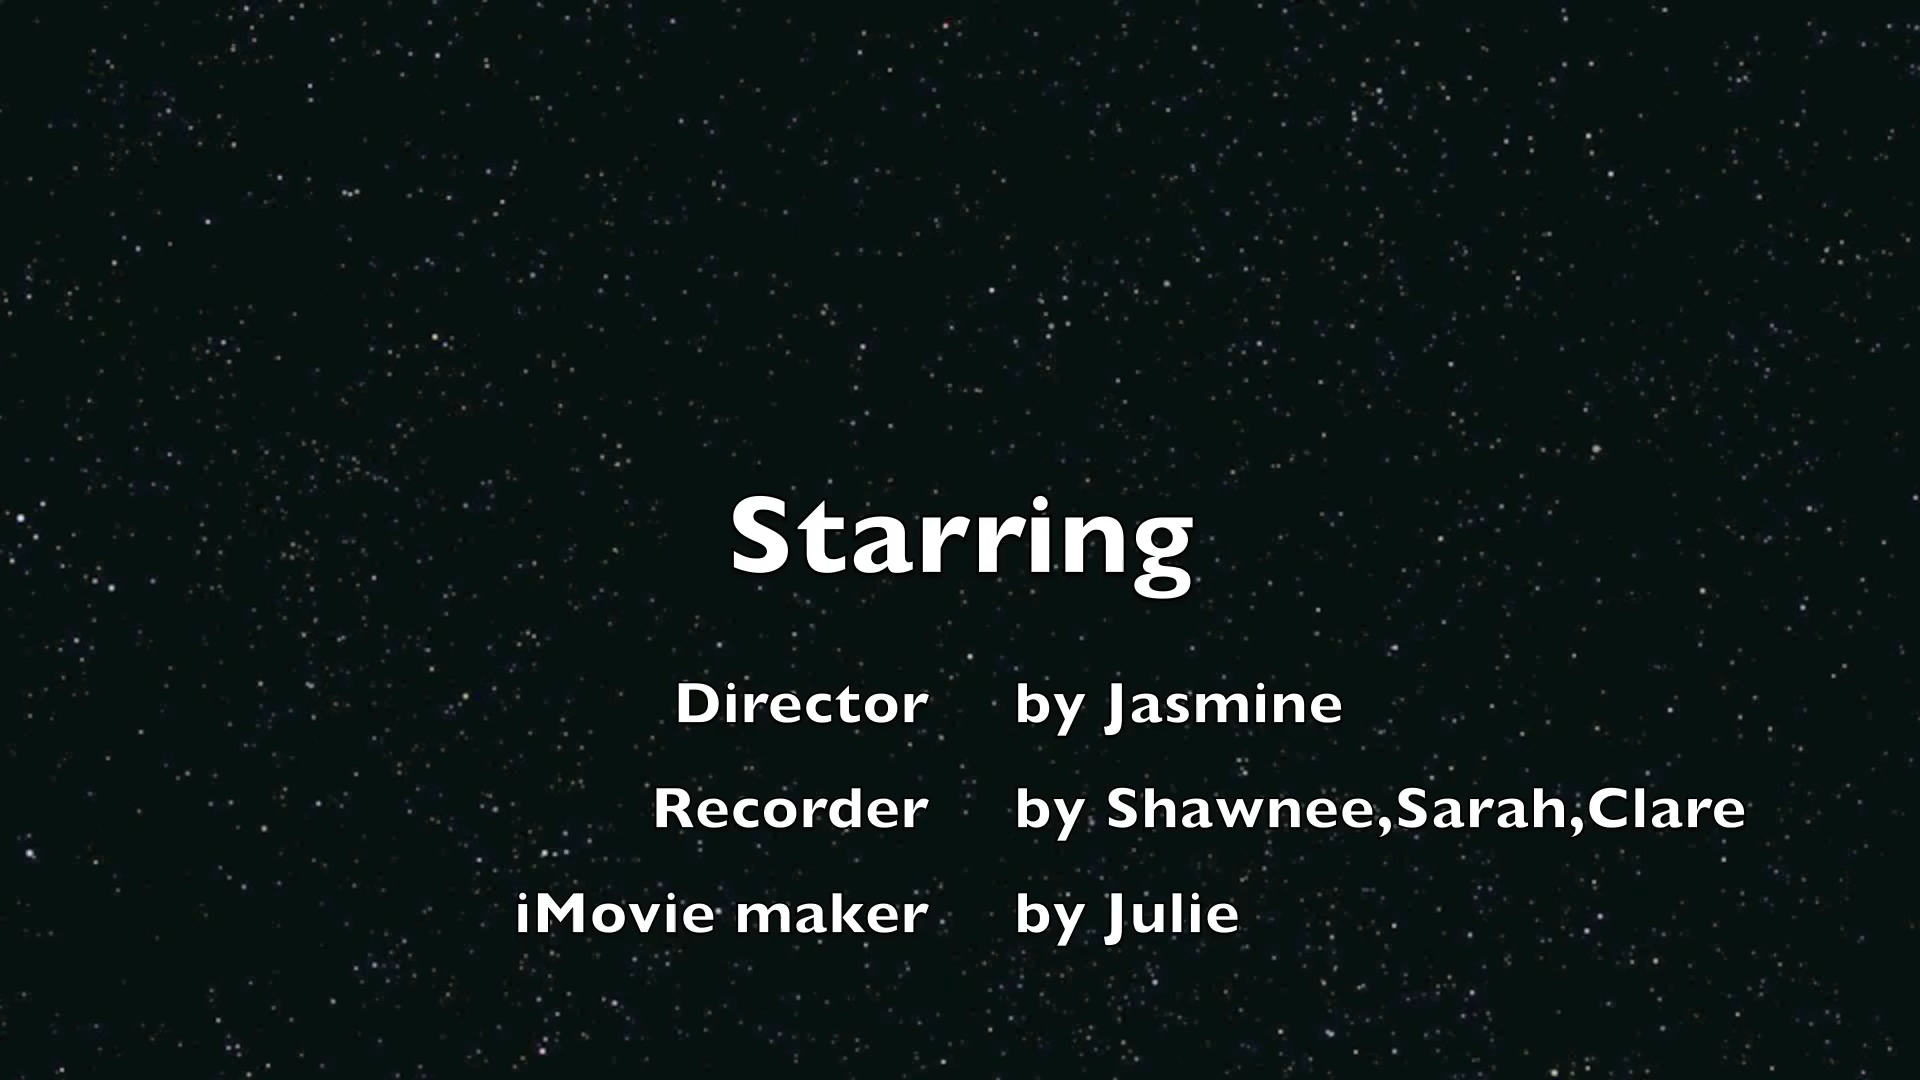 Starring
Director by Jasmine
Recorder by Shawnee,Sarah,Clare
iMovie maker by Julie